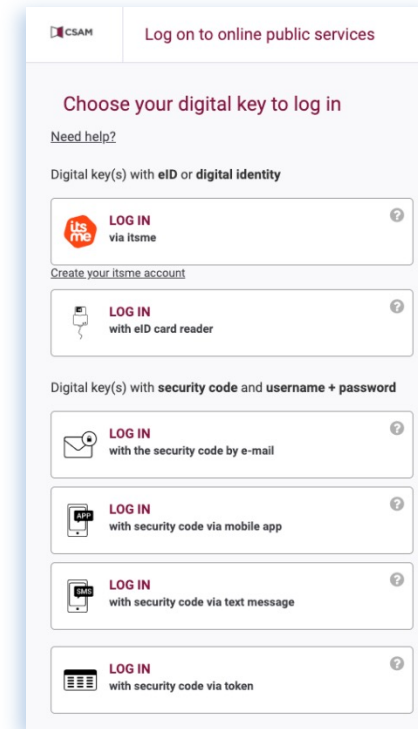 CSAM
Log on to online public services
Choose your digital key to log in
Need help?
Digital key(s) with eID or digital identity
?
itsme
LOG IN
via itsme
Create your itsme account
?
LOG IN
with eID card reader
Digital key(s) with security code and username + password
?
LOG IN
with the security code by e-mail
?
APP
LOG IN
with security code via mobile app
?
SMS
LOG IN
with security code via text message
?
LOG IN
with security code via token